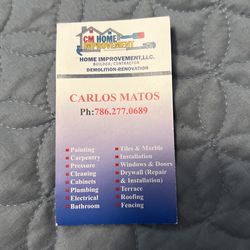 CM HOME
IMPROVEMENT
HOME IMPROVEMENT, LLC.
BUILDER/CONTRACTOR
DEMOLITION-RENOVATION
CARLOS MATOS
Ph:786.277.0689
Painting
Carpentry
Pressure
Cleaning
Cabinets
Plumbing
Electrical
Bathroom
Tiles & Marble
Installation
Windows & Doors
Drywall (Repair
& Installation)
Terrace
Roofing
Fencing